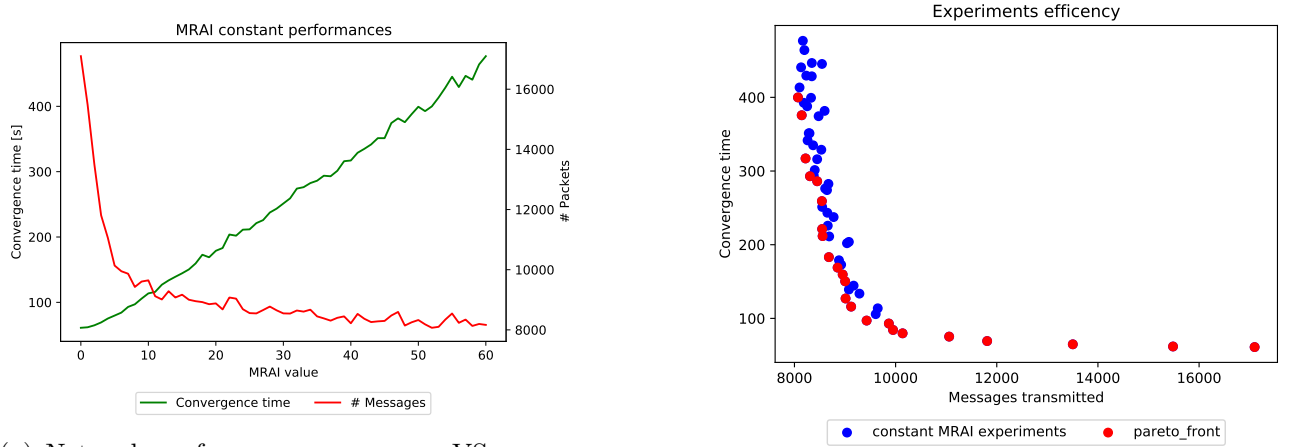 MRAI constant performances
Convergence time [s]
400
300
200
100
16000
14000
12000
10000
8000
# Packets
0 10 20 30 40 50 60
MRAI value
Convergence time # Messages
Experiments efficency
Convergence time
400
300
200
100
8000 10000 12000 14000 16000
Messages transmitted
constant MRAI experiments pareto_front